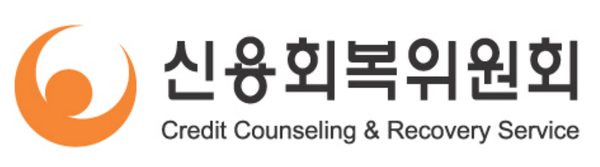 신용회복위원회
Credit Counseling & Recovery Service